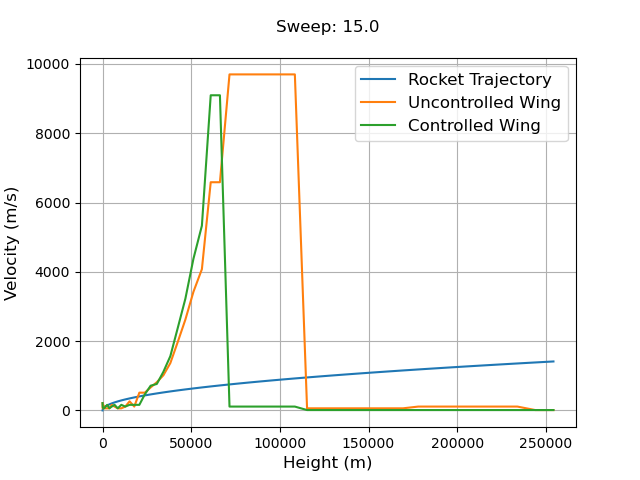 Sweep: 15.0
10000
8000
6000
4000
2000
0
Velocity (m/s)
Rocket Trajectory
Uncontrolled Wing
Controlled Wing
0 50000 100000 150000 200000 250000
Height (m)